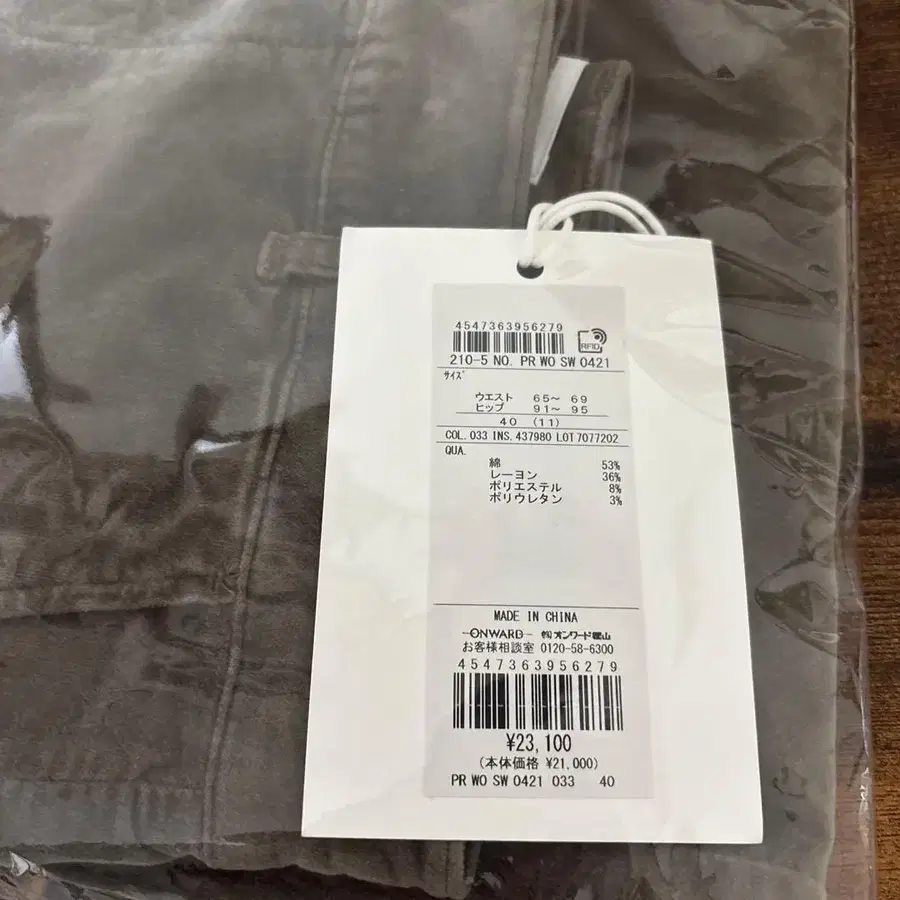 4547363956279
RFID
210-5 NO. PR WO SW 0421
サイズ
ウエスト 65~ 69
ヒップ 91~ 95
40 (11)
COL. 033 INS. 437980 LOT 7077202
QUA.
綿 53%
レーヨン 36%
ポリエステル 8%
ポリウレタン 3%
MADE IN CHINA
-ONWARD- ㈱オンワード樫山
お客様相談室 0120-58-6300
4547363956279
¥23,100
(本体価格 ¥21,000)
PR WO SW 0421 033 40